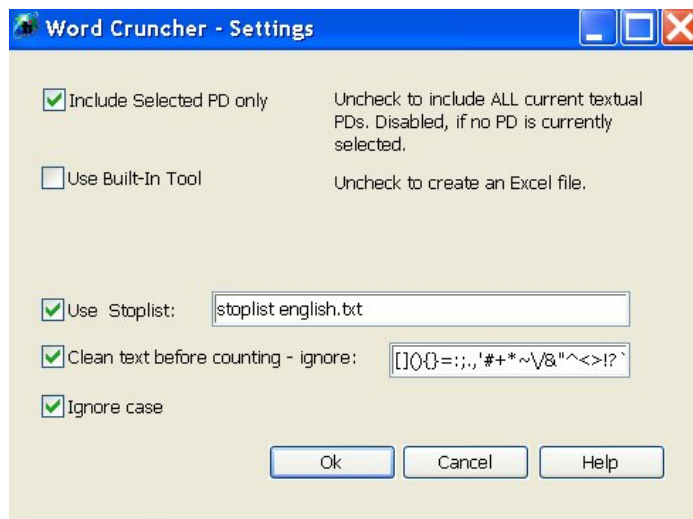 Word Cruncher - Settings
Include Selected PD only
Uncheck to include ALL current textual
PDs. Disabled, if no PD is currently
selected.
Use Built-In Tool
Uncheck to create an Excel file.
Use Stoplist:
stoplist english.txt
Clean text before counting - ignore:
[](){}=:;.,'#+*~\/&"^<>!?`
Ignore case
Ok
Cancel
Help